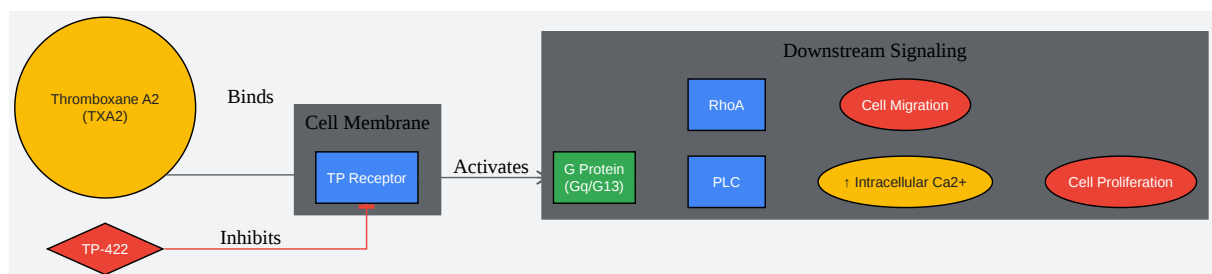 Downstream Signaling
Thromboxane A2
(TXA2)
Binds
RhoA
Cell Migration
Cell Membrane
TP Receptor
Activates
G Protein
(Gq/G13)
PLC
↑ Intracellular Ca2+
Cell Proliferation
TP-422
Inhibits